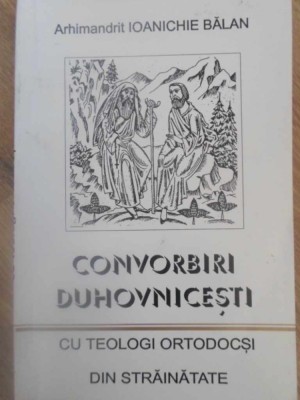 Arhimandrit IOANICHIE BĂLAN
CONVORBIRI
DUHOVNICEȘTI
CU TEOLOGI ORTODOCȘI
DIN STRĂINĂTATE